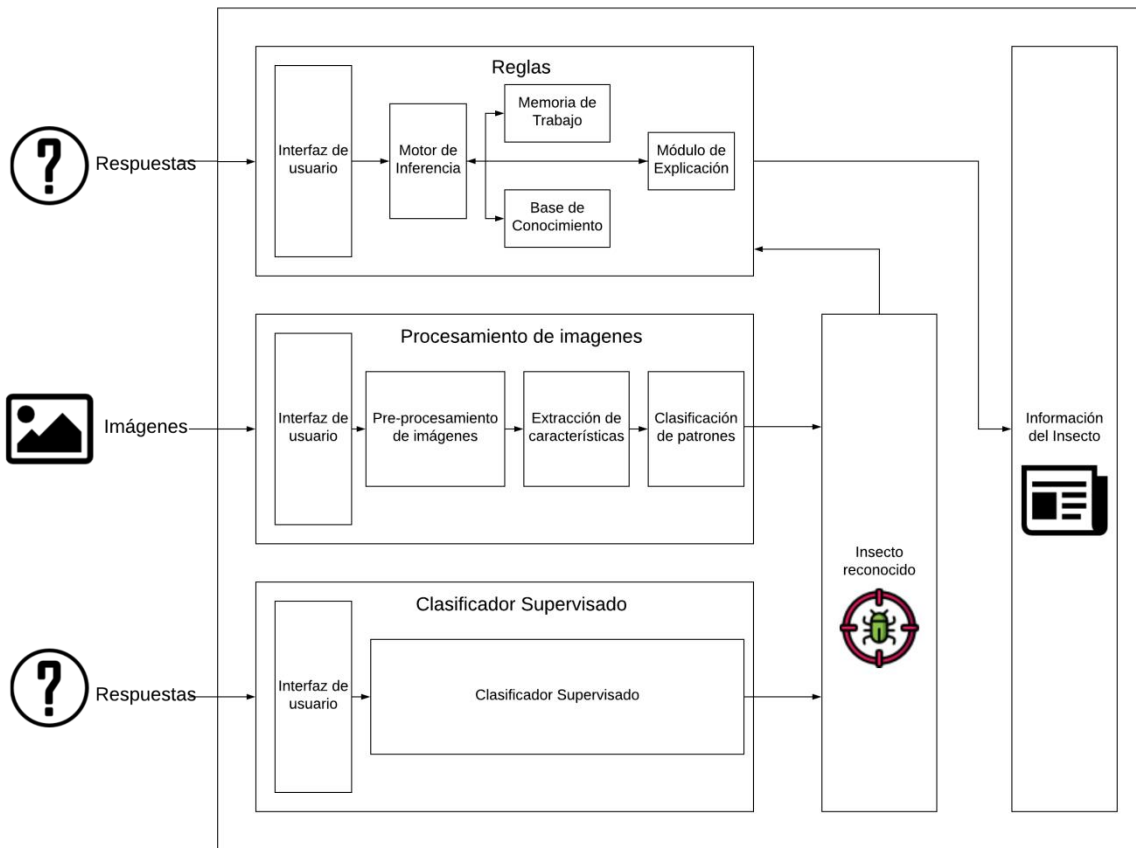 Reglas
Respuestas
Interfaz de
usuario
Motor de
Inferencia
Memoria de
Trabajo
Base de
Conocimiento
Módulo de
Explicación
Procesamiento de imagenes
Imágenes
Interfaz de
usuario
Pre-procesamiento
de imágenes
Extracción de
características
Clasificación
de patrones
Clasificador Supervisado
Respuestas
Interfaz de
usuario
Clasificador Supervisado
Insecto
reconocido
Información
del Insecto